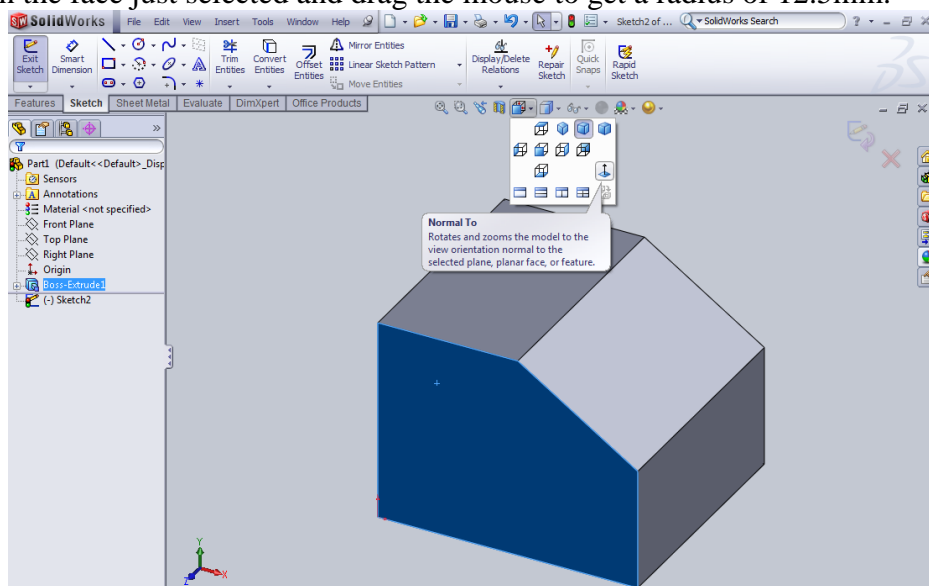 n the face just selected and drag the mouse to get a radius of 12.5mm.
SolidWorks File Edit View Insert Tools Window Help Sketch2 of ... SolidWorks Search
Exit Sketch
Smart Dimension
Trim Entities
Convert Entities
Offset Entities
Mirror Entities
Linear Sketch Pattern
Move Entities
Display/Delete Relations
Repair Sketch
Quick Snaps
Rapid Sketch
Features Sketch Sheet Metal Evaluate DimXpert Office Products
Part1 (Default<<Default>_Disp
Sensors
Annotations
Material <not specified>
Front Plane
Top Plane
Right Plane
Origin
Boss-Extrude1
(-) Sketch2
Normal To
Rotates and zooms the model to the
view orientation normal to the
selected plane, planar face, or feature.
Y
X
Z